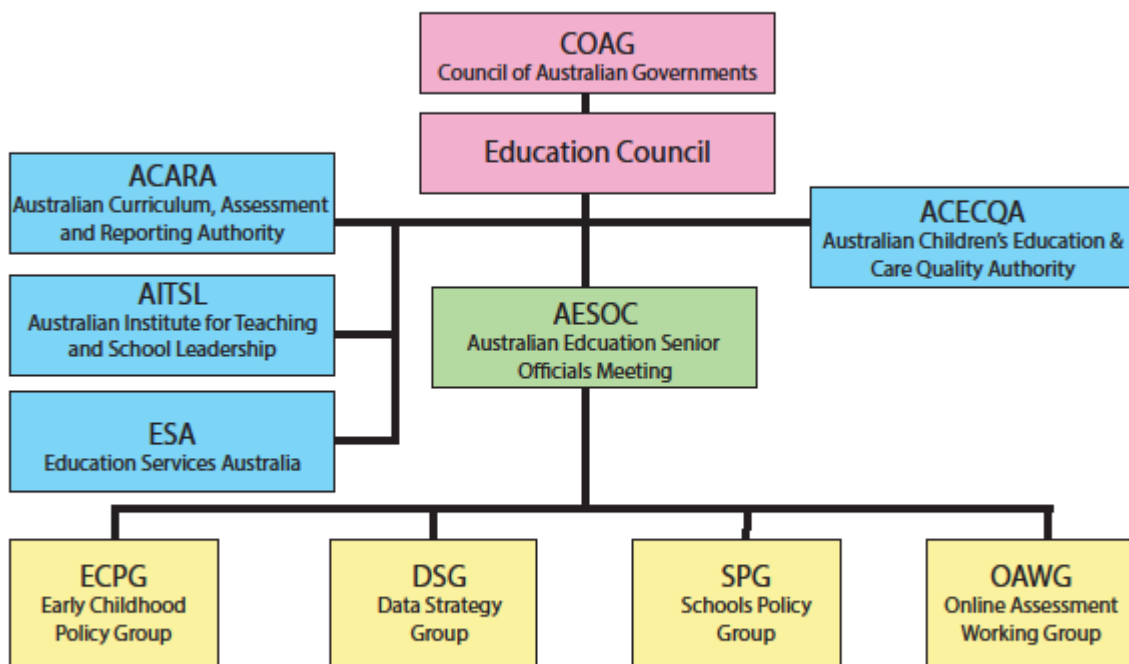 COAG
Council of Australian Governments
Education Council
ACARA
Australian Curriculum, Assessment
and Reporting Authority
ACECQA
Australian Children's Education &
Care Quality Authority
AITSL
Australian Institute for Teaching
and School Leadership
AESOC
Australian Edcuation Senior
Officials Meeting
ESA
Education Services Australia
ECPG
Early Childhood
Policy Group
DSG
Data Strategy
Group
SPG
Schools Policy
Group
OAWG
Online Assessment
Working Group